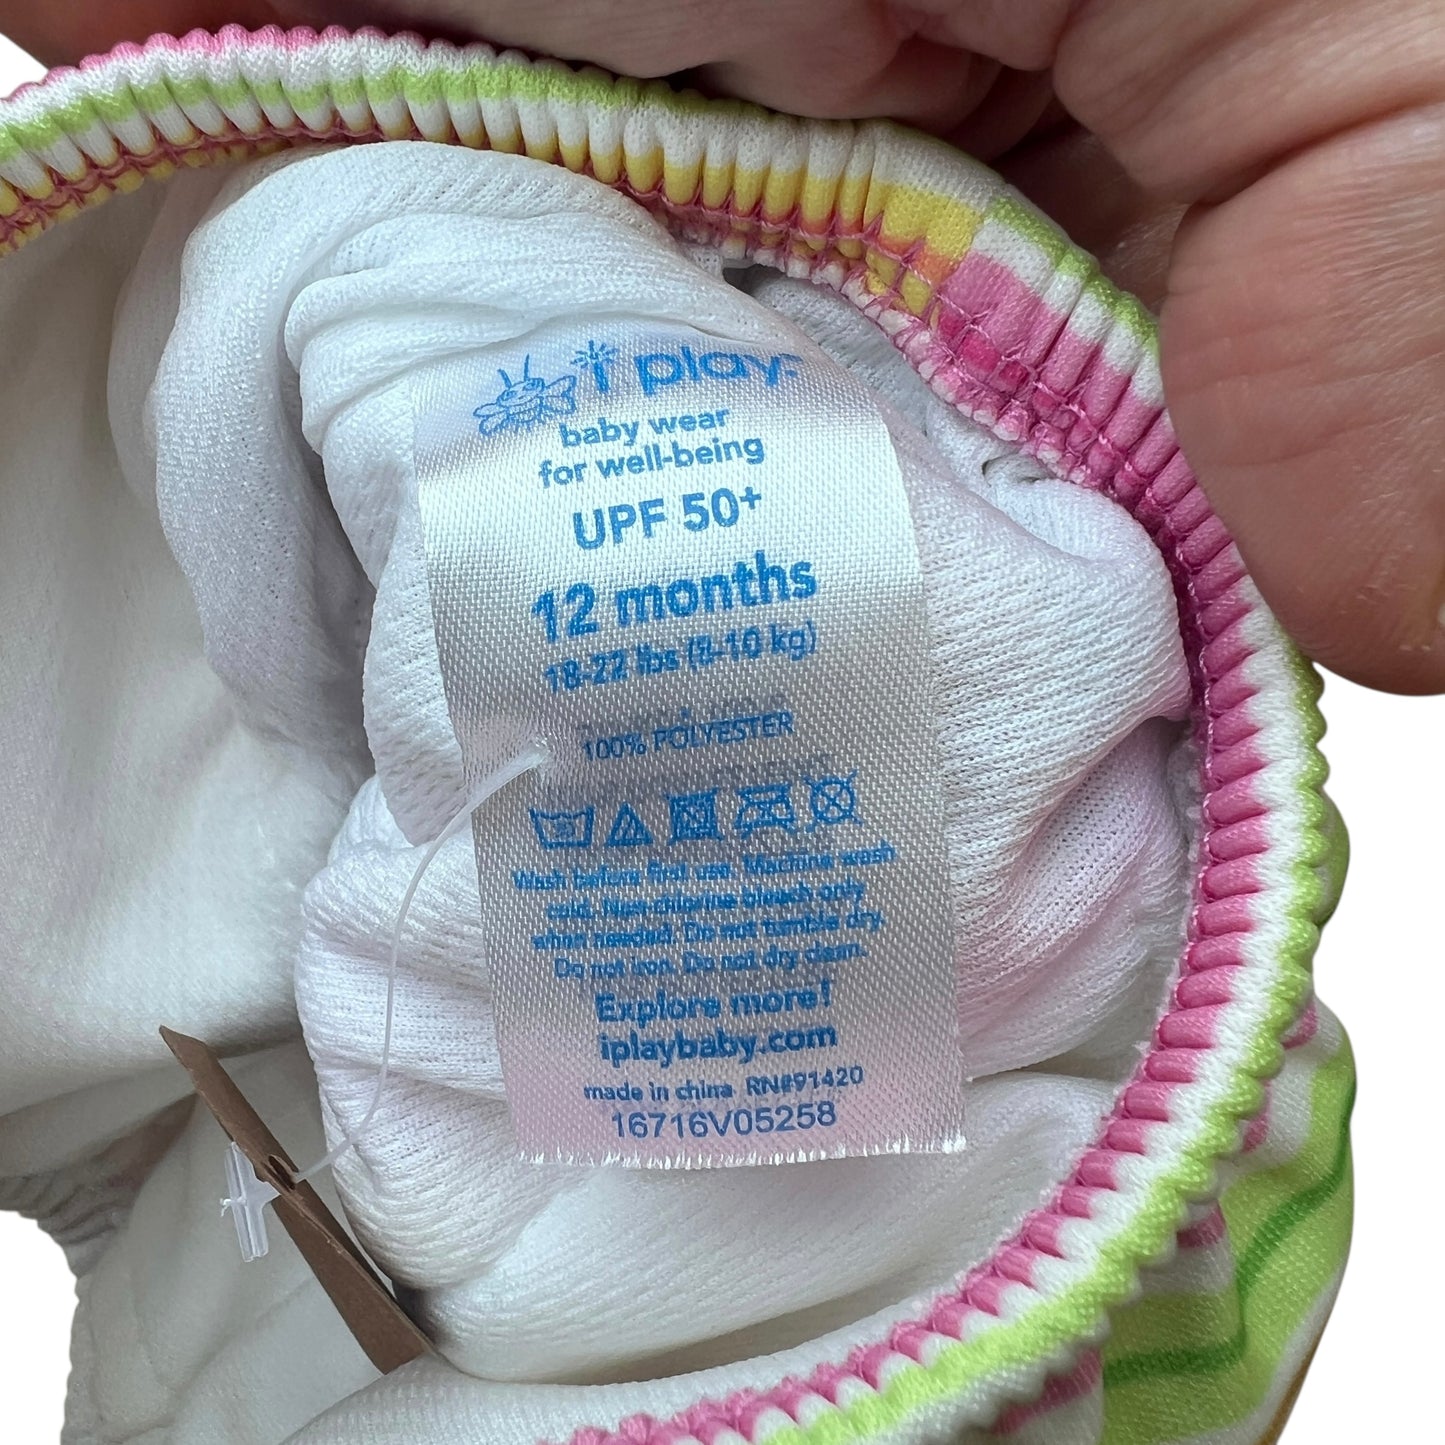 i play.
baby wear
for well-being
UPF 50+
12 months
18-22 lbs (8-10 kg)
100% POLYESTER
Wash before first use. Machine wash
cold. Non-chlorine bleach only
when needed. Do not tumble dry.
Do not iron. Do not dry clean.
Explore more!
iplaybaby.com
made in china RN#91420
16716V05258